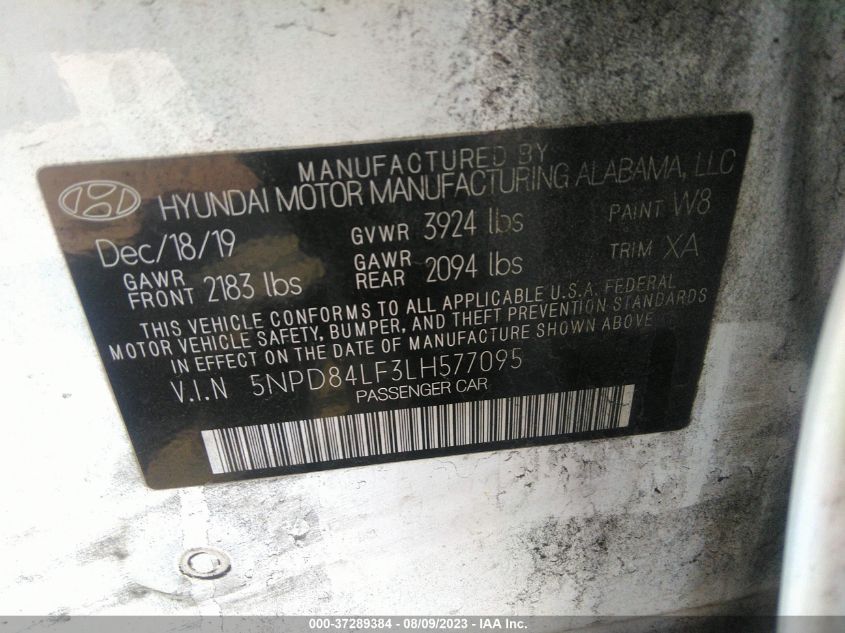 MANUFACTURED BY
HYUNDAI MOTOR MANUFACTURING ALABAMA, LLC
Dec/18/19 GVWR 3924 lbs PAINT W8
GAWR FRONT 2183 lbs GAWR REAR 2094 lbs TRIM XA
THIS VEHICLE CONFORMS TO ALL APPLICABLE U.S.A. FEDERAL
MOTOR VEHICLE SAFETY, BUMPER, AND THEFT PREVENTION STANDARDS
IN EFFECT ON THE DATE OF MANUFACTURE SHOWN ABOVE
V.I.N 5NPD84LF3LH577095
PASSENGER CAR
000-37289384 - 08/09/2023 - IAAI.com